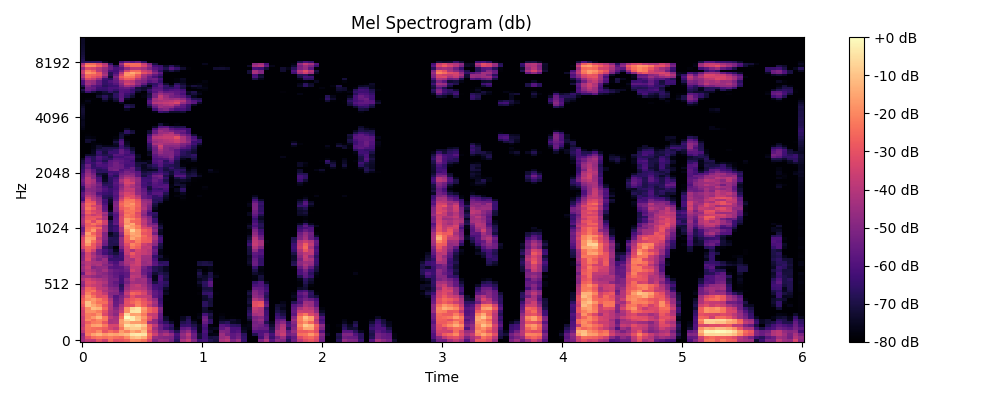 Mel Spectrogram (db)
Hz
8192
4096
2048
1024
512
0
0 1 2 3 4 5 6
Time
+0 dB
-10 dB
-20 dB
-30 dB
-40 dB
-50 dB
-60 dB
-70 dB
-80 dB